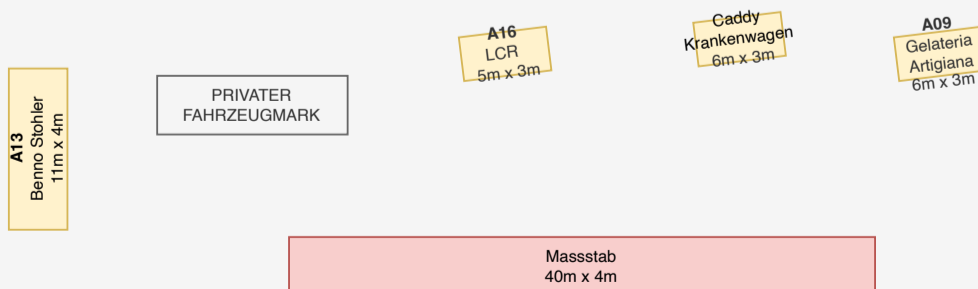 A13
Benno Stohler
11m x 4m
PRIVATER
FAHRZEUGMARK
A16
LCR
5m x 3m
Caddy
Krankenwagen
6m x 3m
A09
Gelateria
Artigiana
6m x 3m
Massstab
40m x 4m